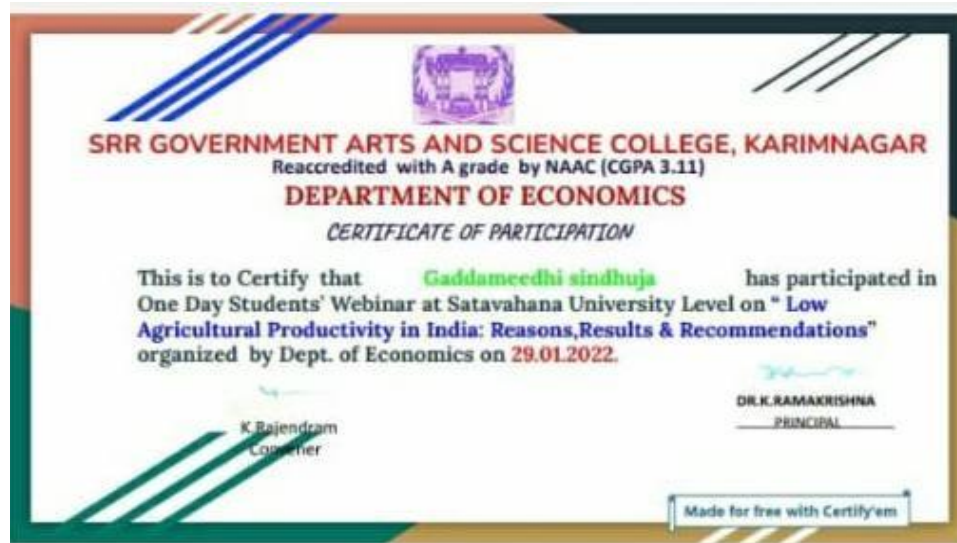 SRR GOVERNMENT ARTS AND SCIENCE COLLEGE, KARIMNAGAR
Reaccredited with A grade by NAAC (CGPA 3.11)
DEPARTMENT OF ECONOMICS
CERTIFICATE OF PARTICIPATION
This is to Certify that Gaddameedhi sindhuja has participated in
One Day Students' Webinar at Satavahana University Level on " Low
Agricultural Productivity in India: Reasons,Results & Recommendations"
organized by Dept. of Economics on 29.01.2022.
K.Rajendram
Convener
DR.K.RAMAKRISHNA
PRINCIPAL
Made for free with Certify'em